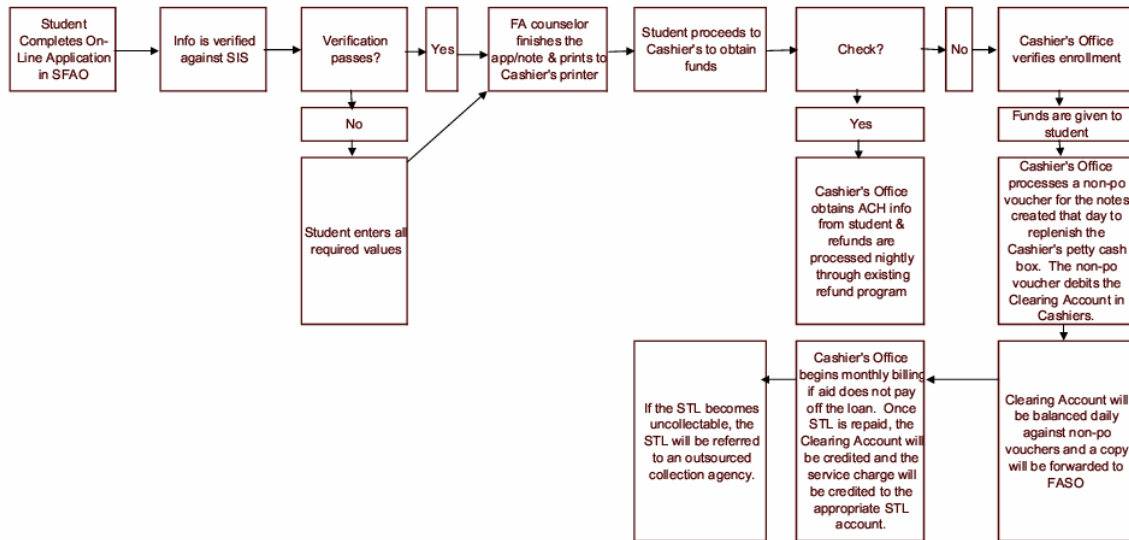 Student
Completes On-
Line Application
in SFAO
Info is verified
against SIS
Verification
passes?
Yes
FA counselor
finishes the
app/note & prints to
Cashier's printer
Student proceeds to
Cashier's to obtain
funds
Check?
No
Cashier's Office
verifies enrollment
No
Yes
Funds are given to
student
Student enters all
required values
Cashier's Office
obtains ACH info
from student &
refunds are
processed nightly
through existing
refund program
Cashier's Office
processes a non-po
voucher for the notes
created that day to
replenish the
Cashier's petty cash
box. The non-po
voucher debits the
Clearing Account in
Cashiers.
If the STL becomes
uncollectable, the
STL will be referred
to an outsourced
collection agency.
Cashier's Office
begins monthly billing
if aid does not pay
off the loan. Once
STL is repaid, the
Clearing Account will
be credited and the
service charge will
be credited to the
appropriate STL
account.
Clearing Account will
be balanced daily
against non-po
vouchers and a copy
will be forwarded to
FASO